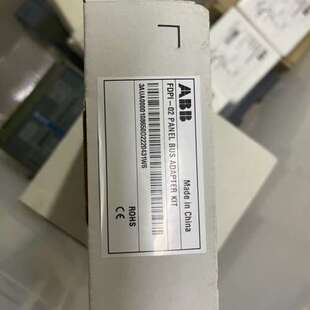 ABB
Made in China
FDPI-02 PANEL BUS ADAPTER KIT
ROHS
CE